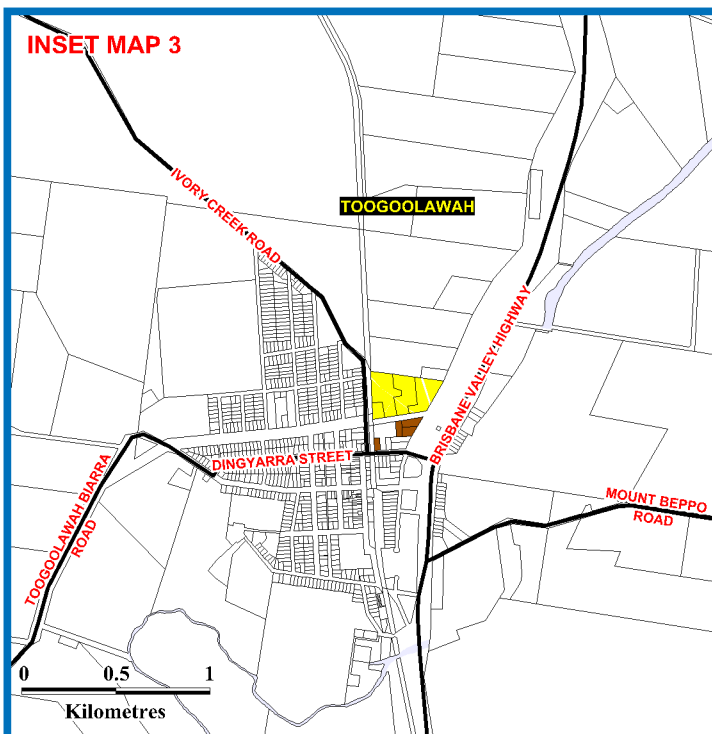 INSET MAP 3
IVORY CREEK ROAD
TOOGOOLAWAH
BRISBANE VALLEY HIGHWAY
DINGYARRA STREET
TOOGOOLAWAH BIARRA
ROAD
MOUNT BEPPO
ROAD
0 0.5 1
Kilometres